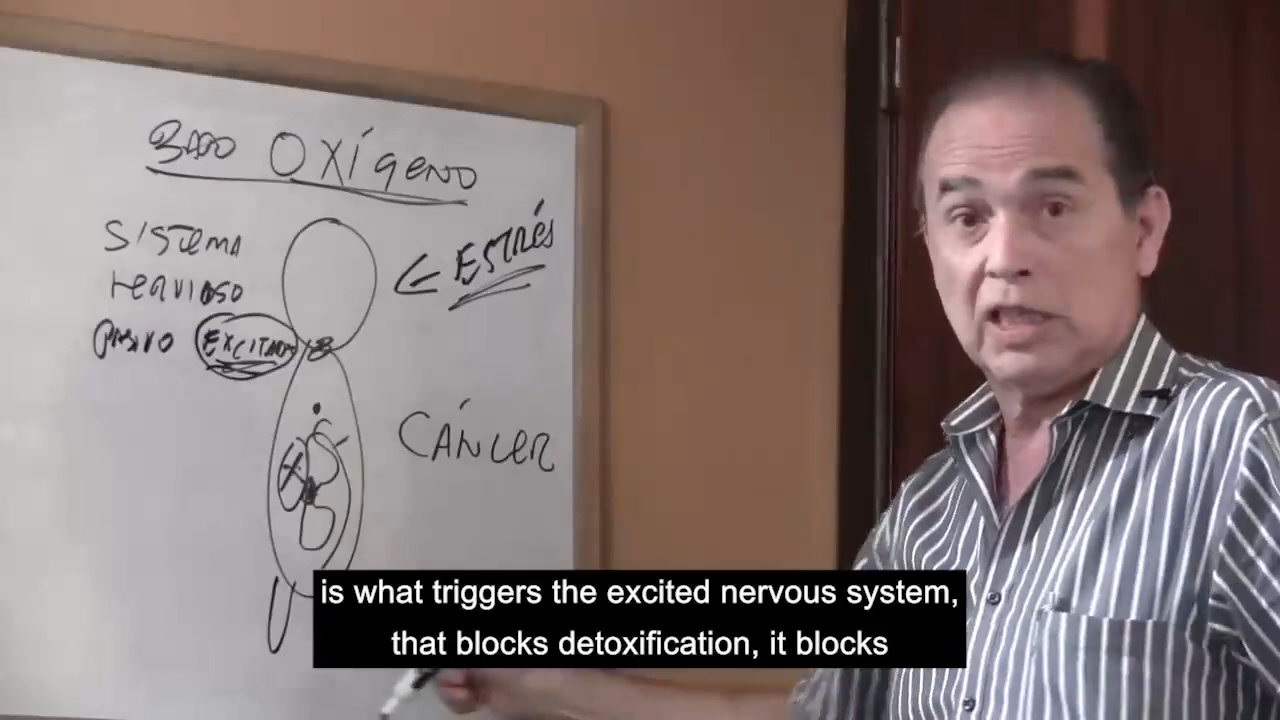 BAJO OXÍGENO
SISTEMA
NERVIOSO
PASIVO EXCITADO
← ESTRÉS
CÁNCER
is what triggers the excited nervous system,
that blocks detoxification, it blocks